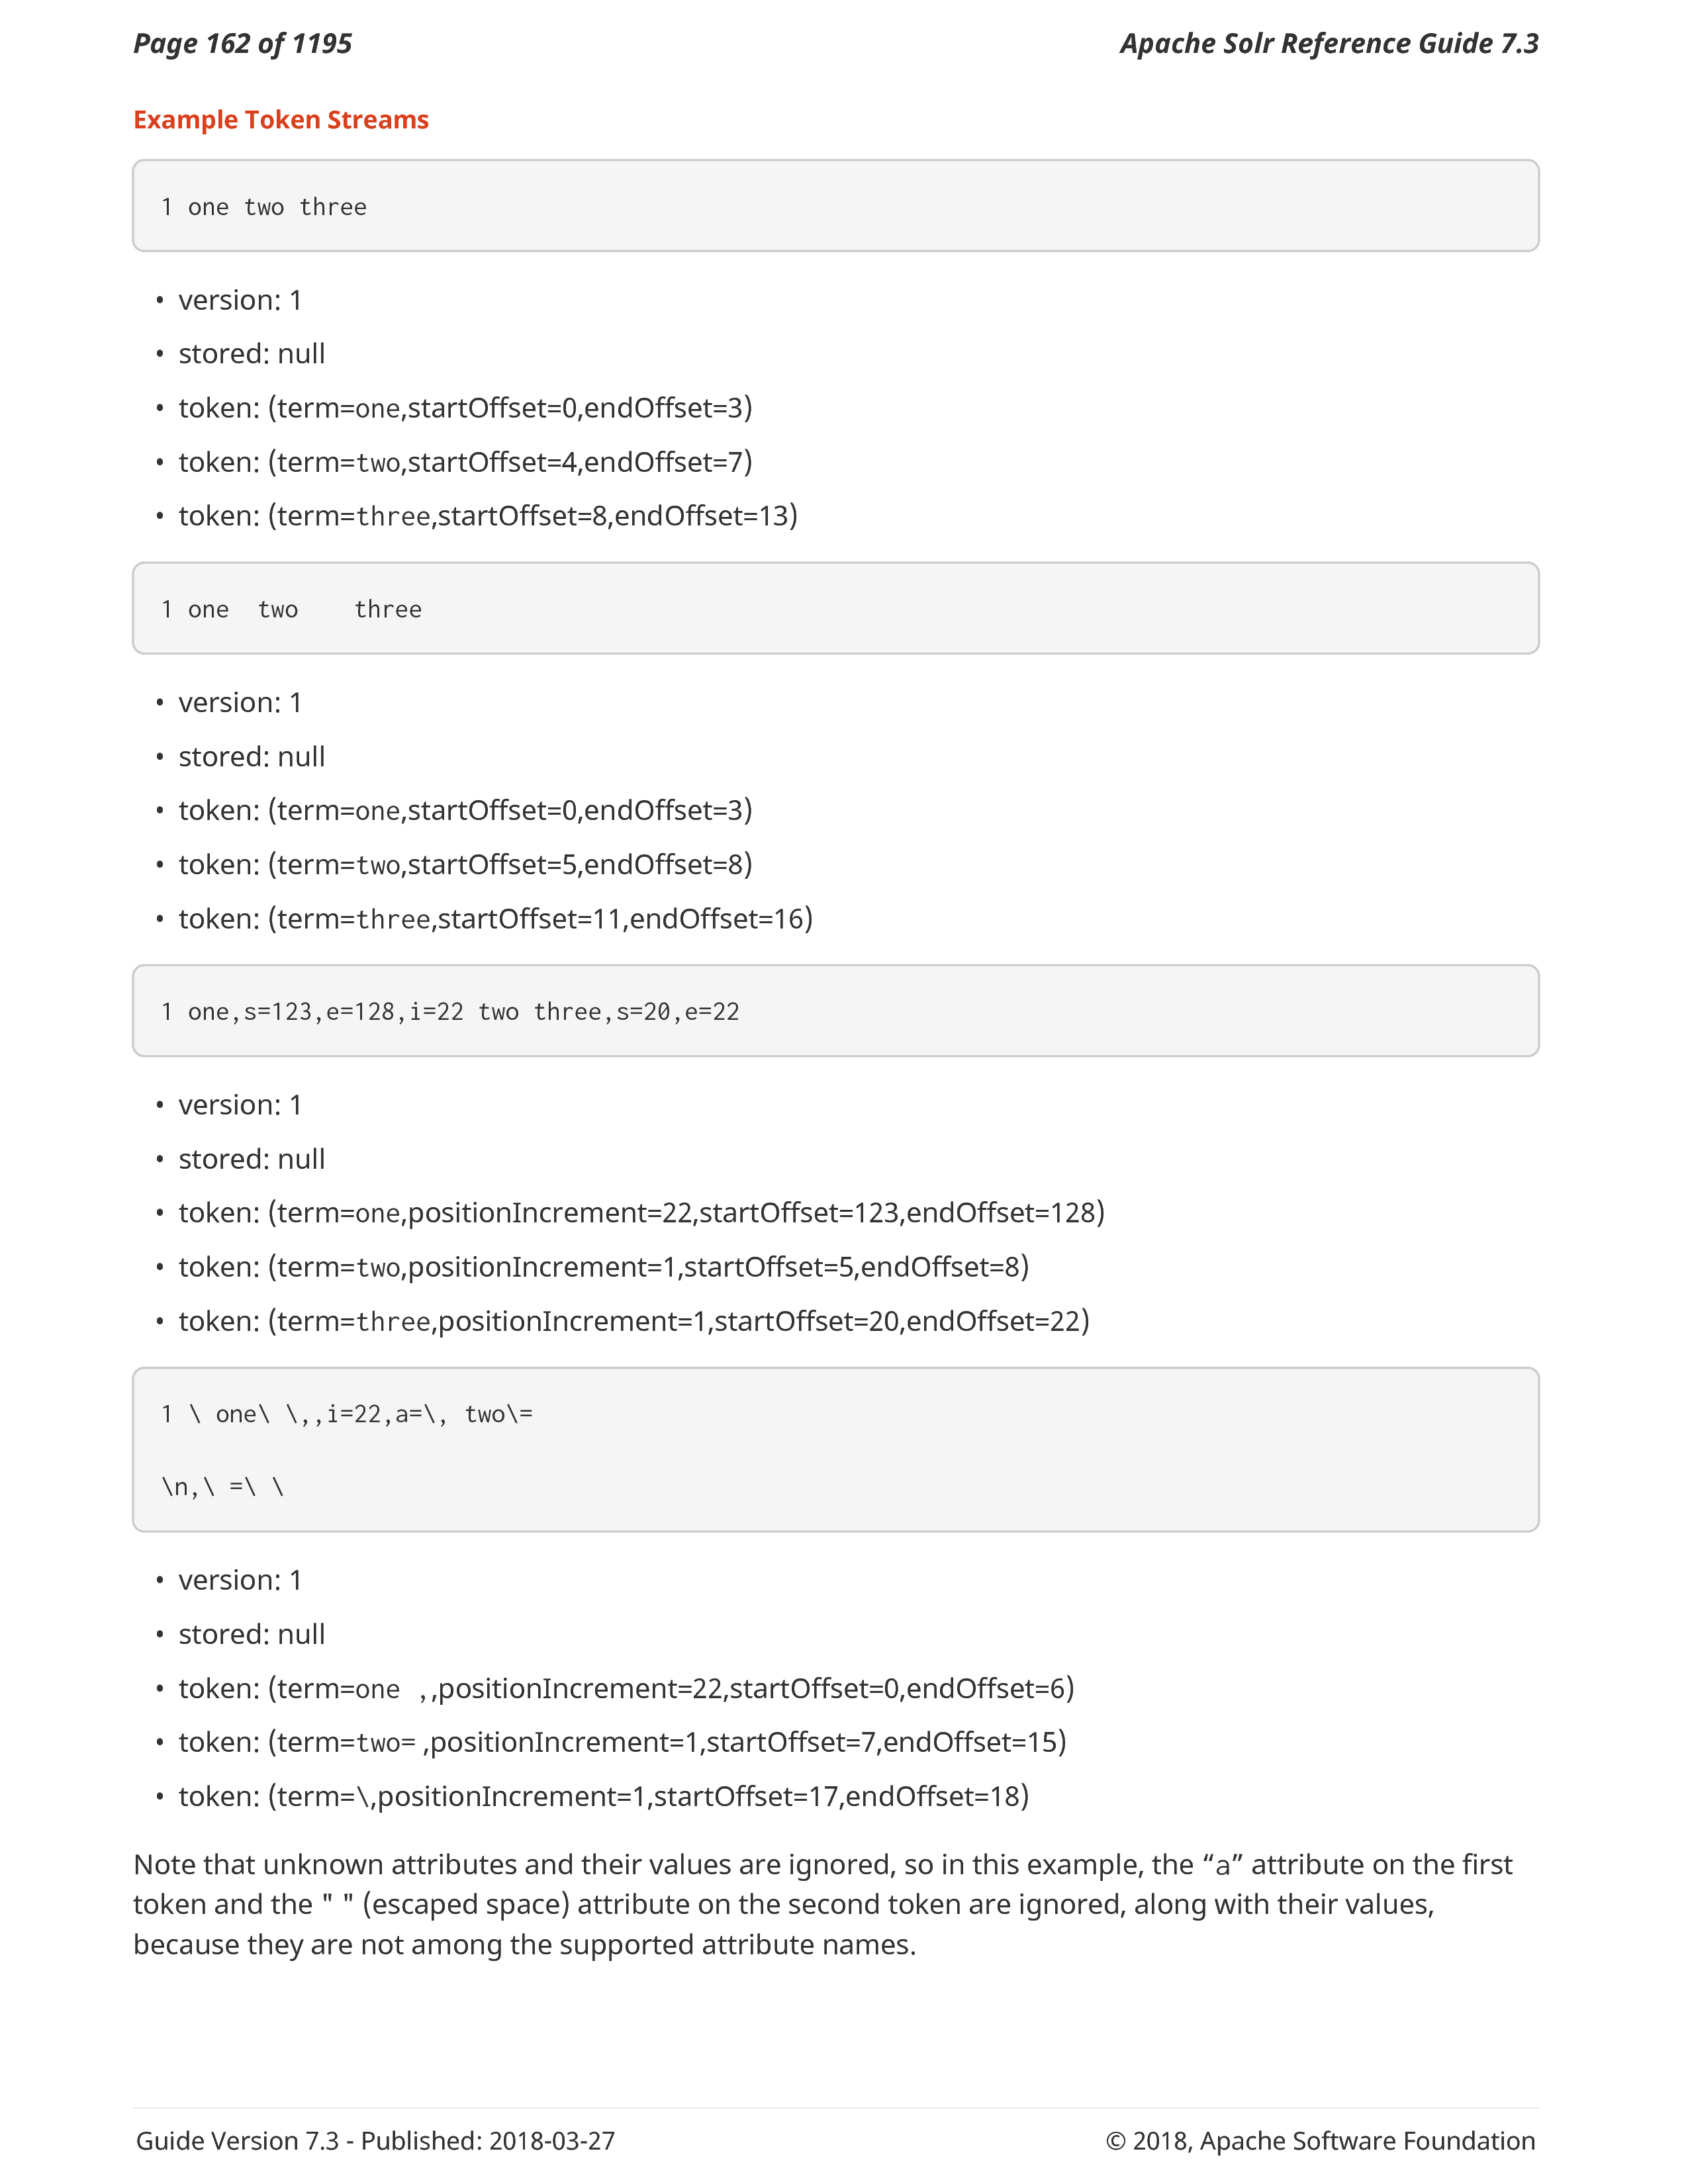 Page 162 of 1195
Apache Solr Reference Guide 7.3
Example Token Streams
1 one two three
• version: 1
• stored: null
• token: (term=one,startOffset=0,endOffset=3)
• token: (term=two,startOffset=4,endOffset=7)
• token: (term=three,startOffset=8,endOffset=13)
1 one  two    three
• version: 1
• stored: null
• token: (term=one,startOffset=0,endOffset=3)
• token: (term=two,startOffset=5,endOffset=8)
• token: (term=three,startOffset=11,endOffset=16)
1 one,s=123,e=128,i=22 two three,s=20,e=22
• version: 1
• stored: null
• token: (term=one,positionIncrement=22,startOffset=123,endOffset=128)
• token: (term=two,positionIncrement=1,startOffset=5,endOffset=8)
• token: (term=three,positionIncrement=1,startOffset=20,endOffset=22)
1 \ one\ \,,i=22,a=\, two\=
\n,\ =\ \
• version: 1
• stored: null
• token: (term=one ,,positionIncrement=22,startOffset=0,endOffset=6)
• token: (term=two= ,positionIncrement=1,startOffset=7,endOffset=15)
• token: (term=\,positionIncrement=1,startOffset=17,endOffset=18)
Note that unknown attributes and their values are ignored, so in this example, the “a” attribute on the first
token and the " " (escaped space) attribute on the second token are ignored, along with their values,
because they are not among the supported attribute names.
Guide Version 7.3 - Published: 2018-03-27
© 2018, Apache Software Foundation